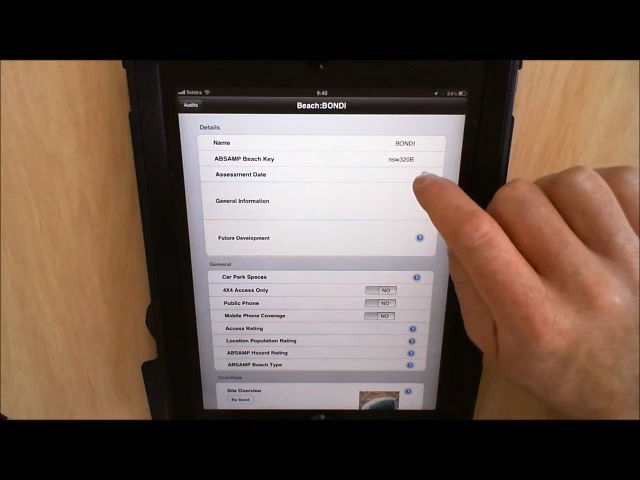 Telstra 9:40 84%
Audits Beach:BONDI
Details
Name BONDI
ABSAMP Beach Key nsw320B
Assessment Date
General Information
Future Development
General
Car Park Spaces
4X4 Access Only NO
Public Phone NO
Mobile Phone Coverage NO
Access Rating
Location Population Rating
ABSAMP Hazard Rating
ABSAMP Beach Type
OverView
Site Overview